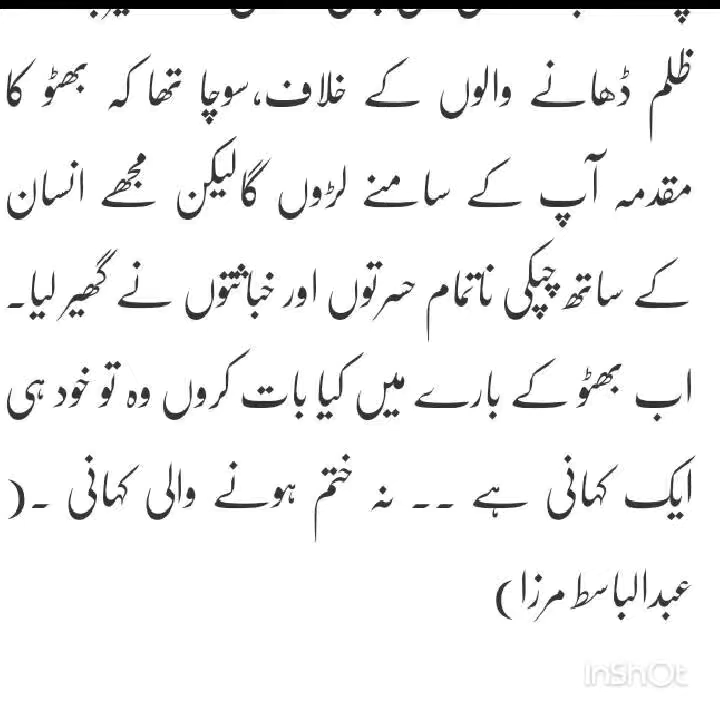 ظلم ڈھانے والوں کے خلاف،سوچا تھا کہ بھٹو کا
مقدمہ آپ کے سامنے لڑوں گالیکن مجھے انسان
کے ساتھ چپکی ناتمام حسرتوں اور خباثتوں نے گھیر لیا۔
اب بھٹو کے بارے میں کیا بات کروں وہ تو خود ہی
ایک کہانی ہے ۔۔ نہ ختم ہونے والی کہانی ۔(
عبدالباسط مرزا)
InShOt